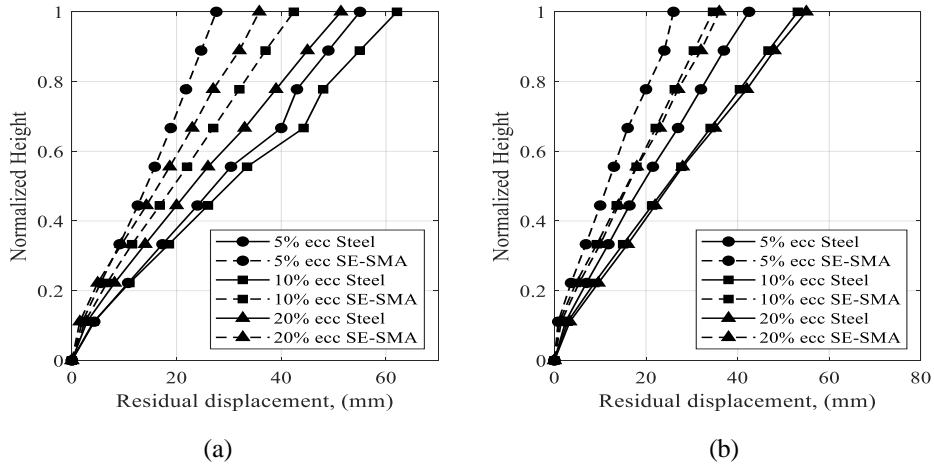 1
0.8
0.6
0.4
0.2
0
Normalized Height
5% ecc Steel
5% ecc SE-SMA
10% ecc Steel
10% ecc SE-SMA
20% ecc Steel
20% ecc SE-SMA
0 20 40 60
Residual displacement, (mm)
(a)
1
0.8
0.6
0.4
0.2
0
Normalized Height
5% ecc Steel
5% ecc SE-SMA
10% ecc Steel
10% ecc SE-SMA
20% ecc Steel
20% ecc SE-SMA
0 20 40 60 80
Residual displacement, (mm)
(b)